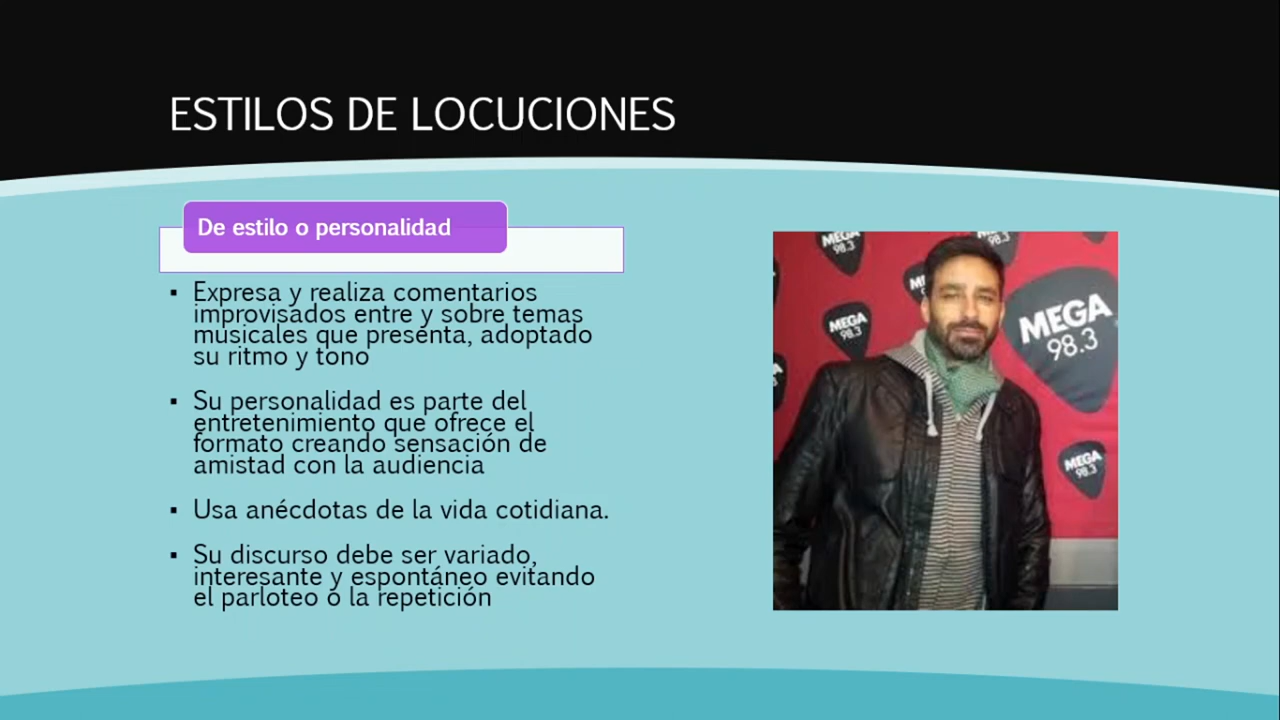 ESTILOS DE LOCUCIONES
De estilo o personalidad
▪ Expresa y realiza comentarios
improvisados entre y sobre temas
musicales que presenta, adoptado
su ritmo y tono
▪ Su personalidad es parte del
entretenimiento que ofrece el
formato creando sensación de
amistad con la audiencia
▪ Usa anécdotas de la vida cotidiana.
▪ Su discurso debe ser variado,
interesante y espontáneo evitando
el parloteo o la repetición
MEGA
98.3
98.3
MEGA
98.3
MEGA
98.3
MEGA
98.3